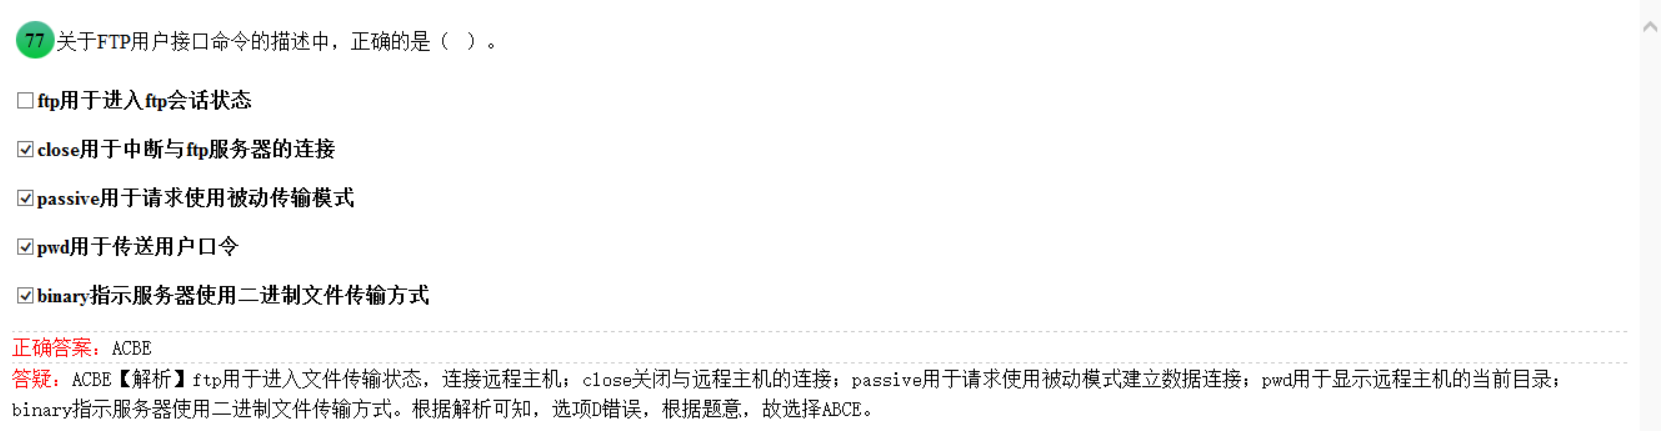 77 关于FTP用户接口命令的描述中，正确的是（ ）。
ftp用于进入ftp会话状态
close用于中断与ftp服务器的连接
passive用于请求使用被动传输模式
pwd用于传送用户口令
binary指示服务器使用二进制文件传输方式
正确答案：ACBE
答疑：ACBE【解析】ftp用于进入文件传输状态，连接远程主机；close关闭与远程主机的连接；passive用于请求使用被动模式建立数据连接；pwd用于显示远程主机的当前目录；
binary指示服务器使用二进制文件传输方式。根据解析可知，选项D错误，根据题意，故选择ABCE。